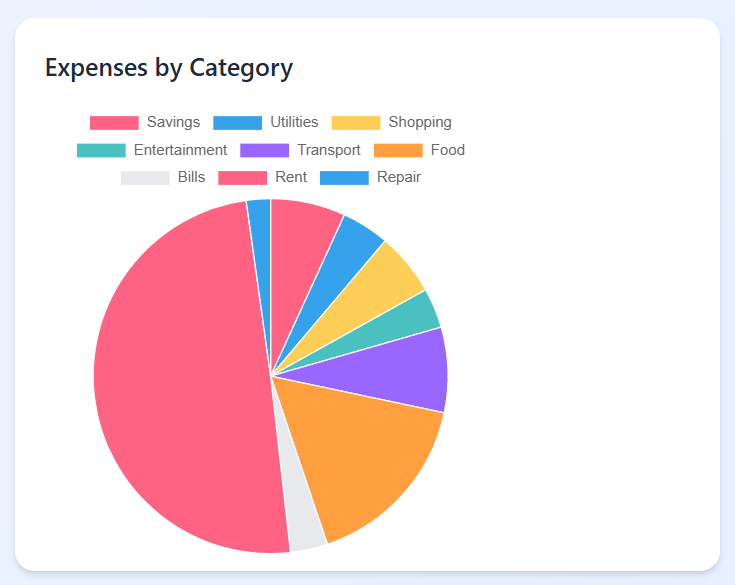 Expenses by Category
Savings Utilities Shopping
Entertainment Transport Food
Bills Rent Repair